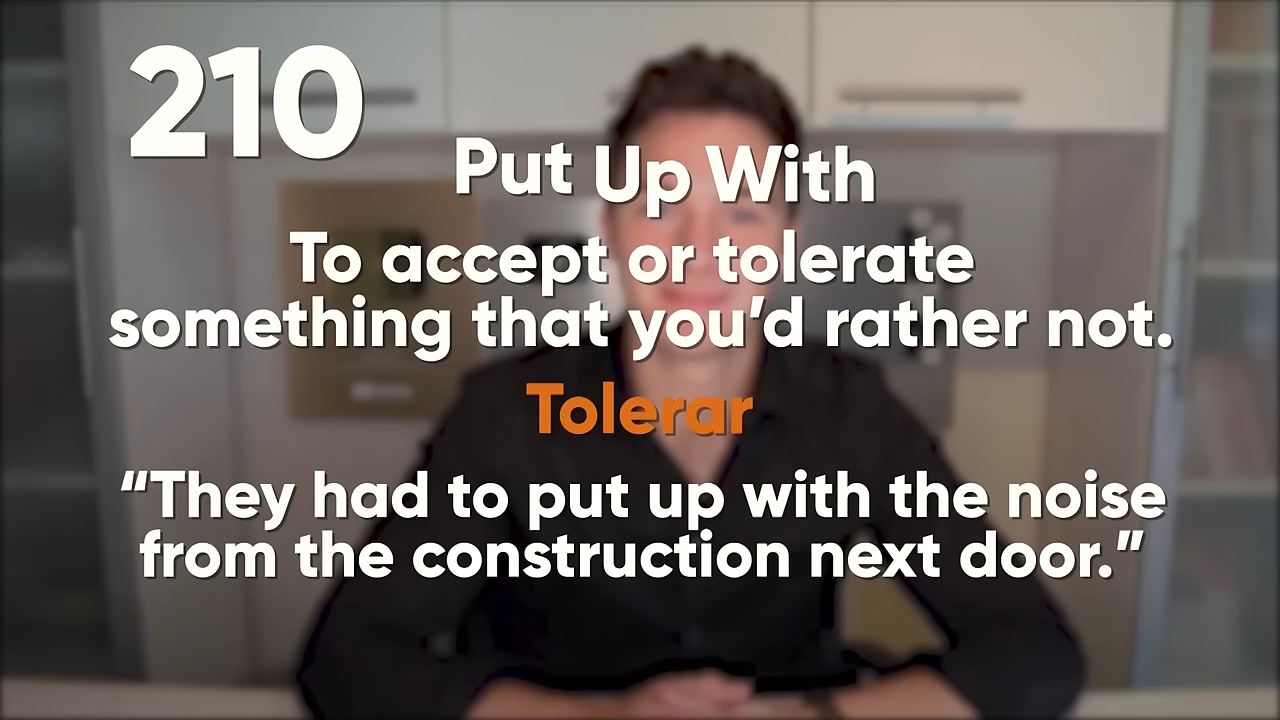 210
Put Up With
To accept or tolerate
something that you’d rather not.
Tolerar
“They had to put up with the noise
from the construction next door.”